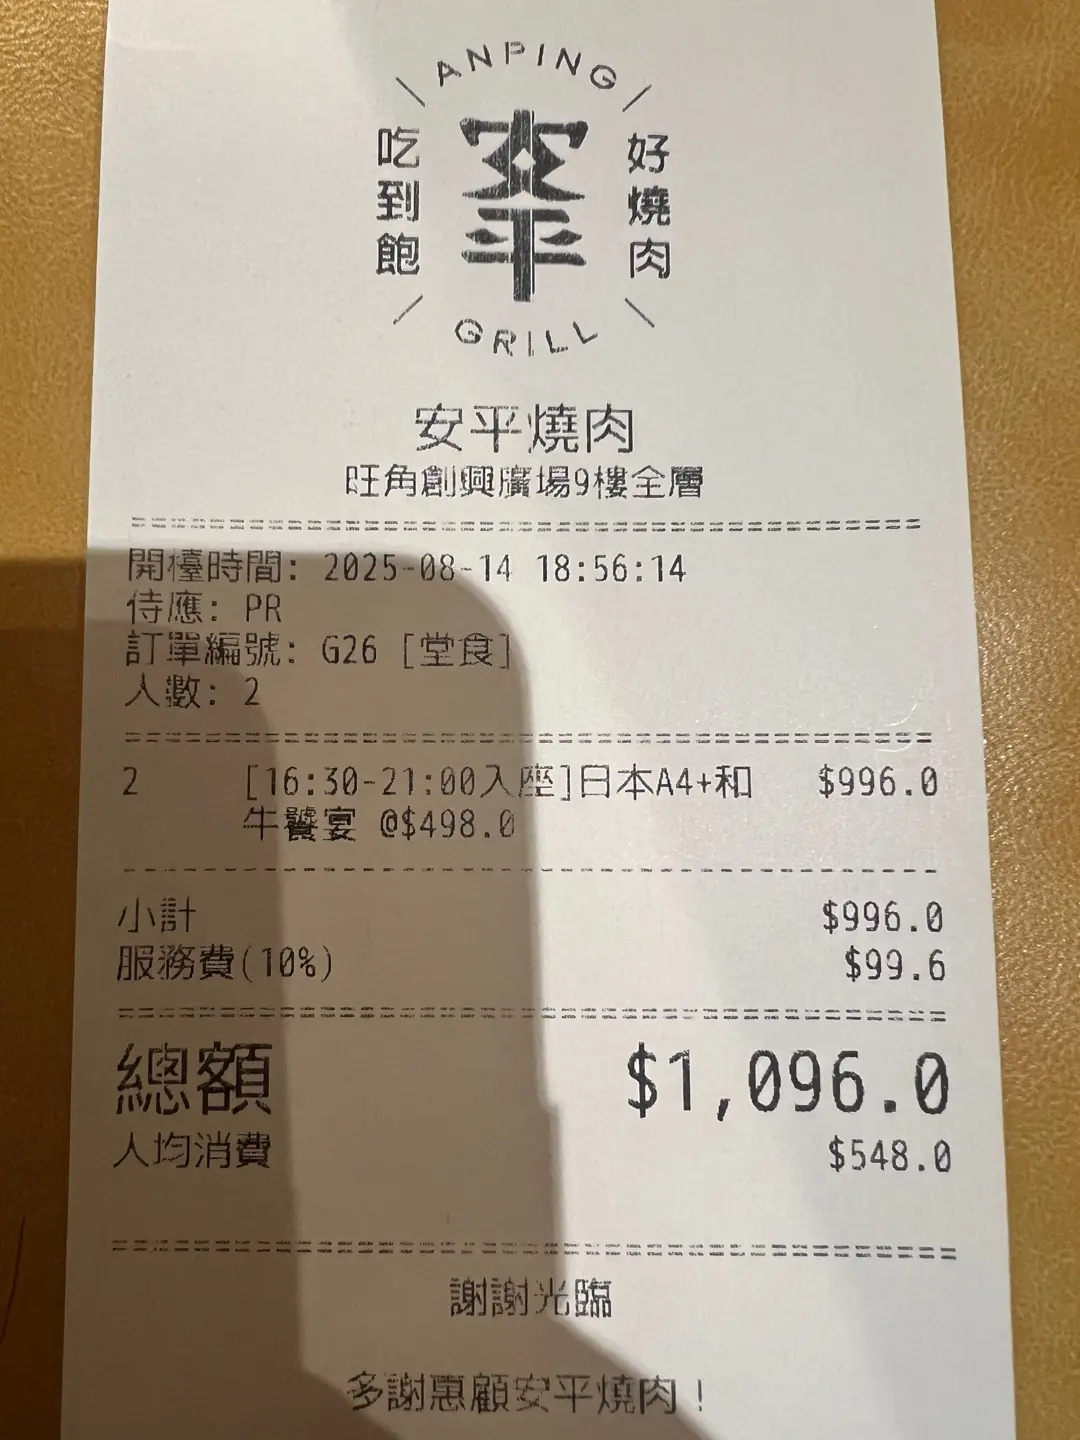 ANPING
吃到飽
安平
好燒肉
GRILL
安平燒肉
旺角創興廣場9樓全層
開檯時間: 2025-08-14 18:56:14
侍應: PR
訂單編號: G26 [堂食]
人數: 2
2 [16:30-21:00入座]日本A4+和 $996.0
牛饕宴 @$498.0
小計 $996.0
服務費(10%) $99.6
總額 $1,096.0
人均消費 $548.0
謝謝光臨
多謝惠顧安平燒肉!